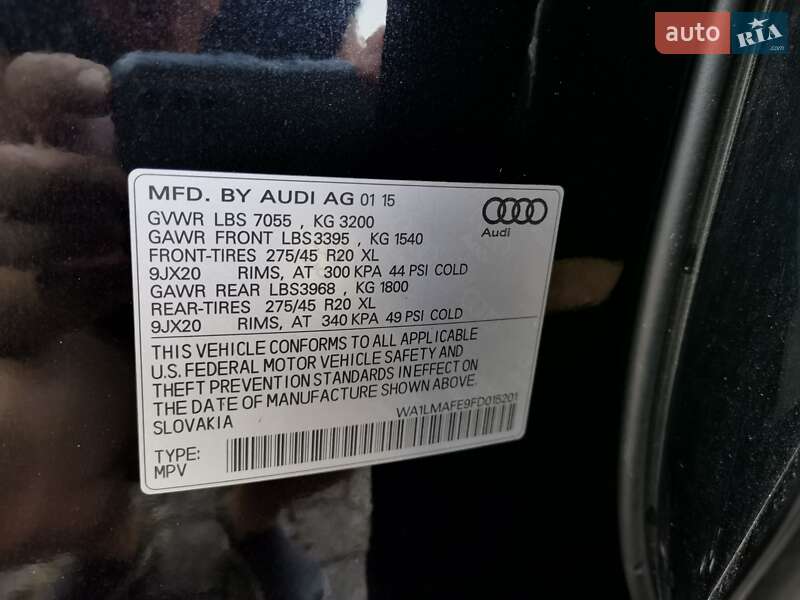 auto RIA.com
MFD. BY AUDI AG 01 15
GVWR LBS 7055 , KG 3200
GAWR FRONT LBS3395 , KG 1540
FRONT-TIRES 275/45 R20 XL
9JX20 RIMS, AT 300 KPA 44 PSI COLD
GAWR REAR LBS3968 , KG 1800
REAR-TIRES 275/45 R20 XL
9JX20 RIMS, AT 340 KPA 49 PSI COLD
Audi
THIS VEHICLE CONFORMS TO ALL APPLICABLE
U.S. FEDERAL MOTOR VEHICLE SAFETY AND
THEFT PREVENTION STANDARDS IN EFFECT ON
THE DATE OF MANUFACTURE SHOWN ABOVE.
SLOVAKIA
WA1LMAFE9FD015201
TYPE:
MPV